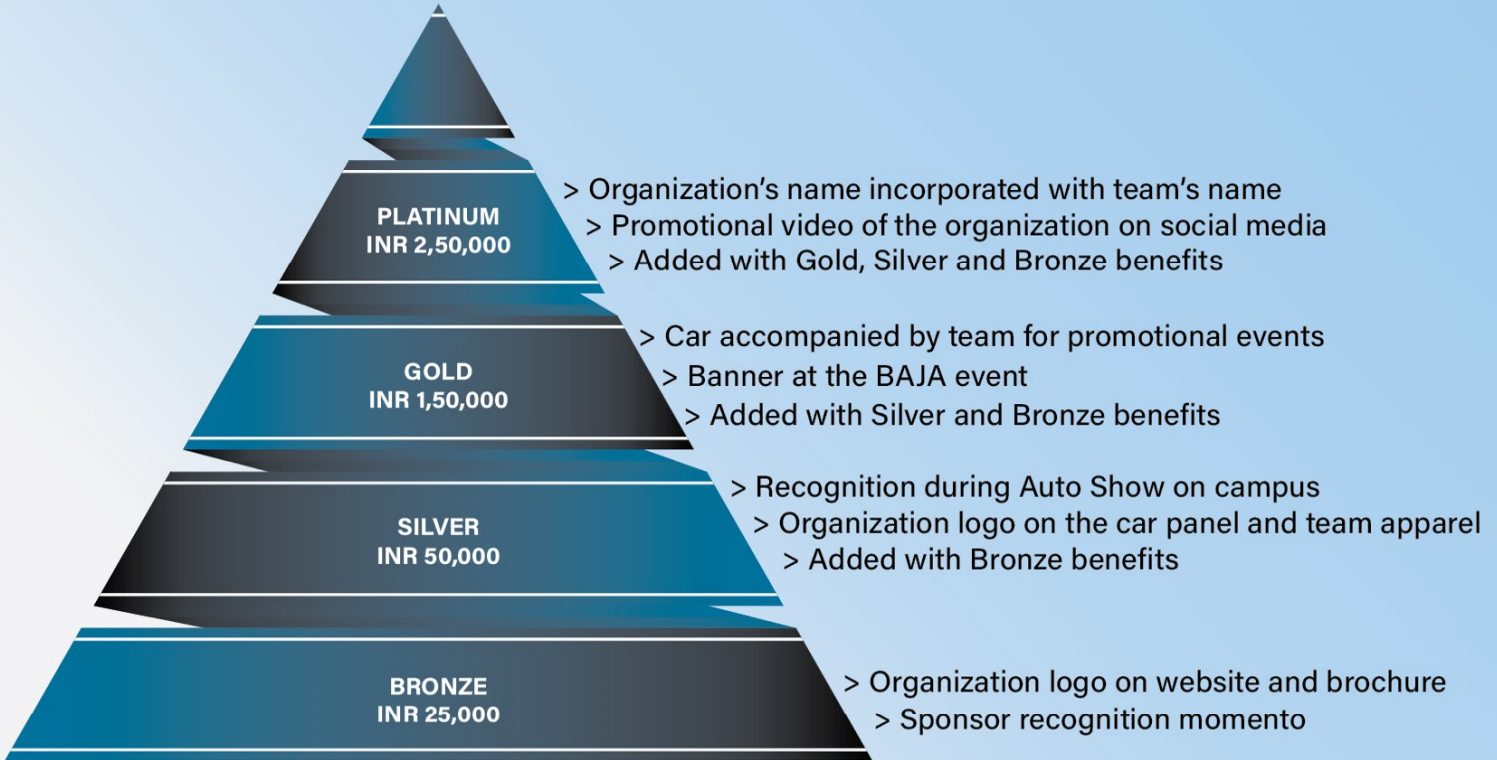 PLATINUM
INR 2,50,000
> Organization's name incorporated with team's name
> Promotional video of the organization on social media
> Added with Gold, Silver and Bronze benefits
GOLD
INR 1,50,000
> Car accompanied by team for promotional events
> Banner at the BAJA event
> Added with Silver and Bronze benefits
SILVER
INR 50,000
> Recognition during Auto Show on campus
> Organization logo on the car panel and team apparel
> Added with Bronze benefits
BRONZE
INR 25,000
> Organization logo on website and brochure
> Sponsor recognition momento